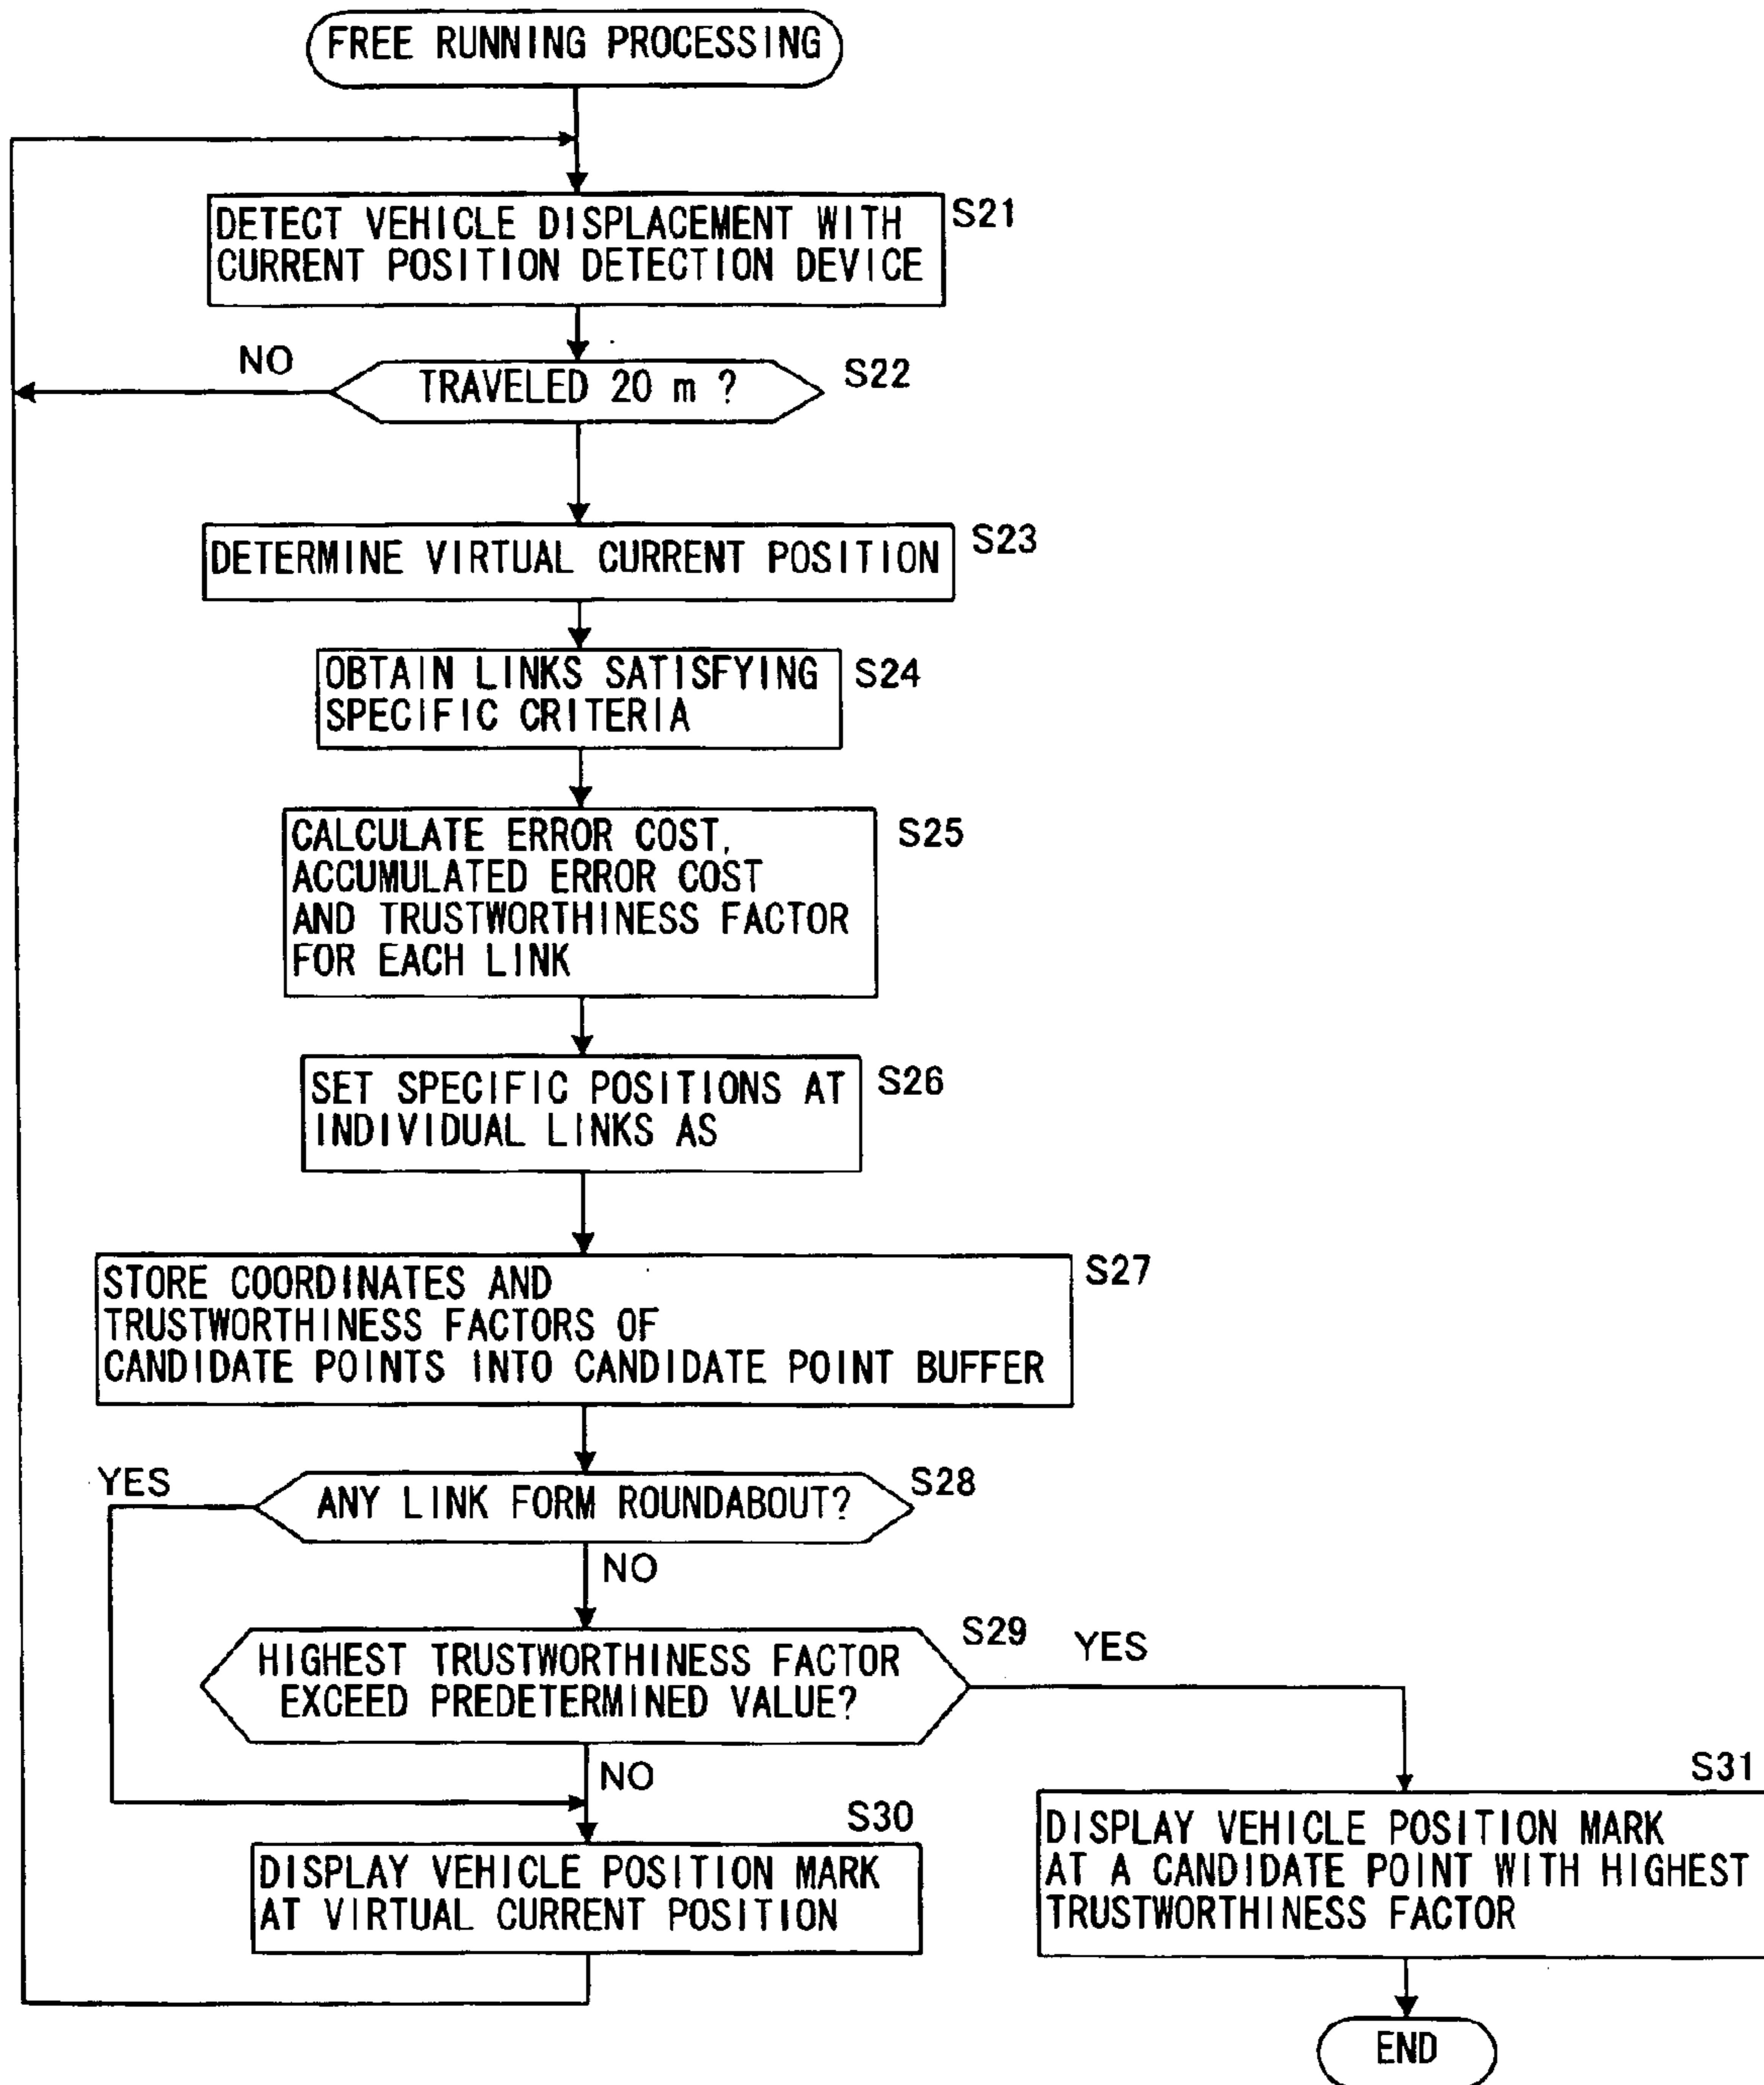 FREE RUNNING PROCESSING
DETECT VEHICLE DISPLACEMENT WITH
CURRENT POSITION DETECTION DEVICE
S21
NO
TRAVELED 20 m ?
S22
DETERMINE VIRTUAL CURRENT POSITION
S23
OBTAIN LINKS SATISFYING
SPECIFIC CRITERIA
S24
CALCULATE ERROR COST,
ACCUMULATED ERROR COST
AND TRUSTWORTHINESS FACTOR
FOR EACH LINK
S25
SET SPECIFIC POSITIONS AT
INDIVIDUAL LINKS AS
S26
STORE COORDINATES AND
TRUSTWORTHINESS FACTORS OF
CANDIDATE POINTS INTO CANDIDATE POINT BUFFER
S27
YES
ANY LINK FORM ROUNDABOUT?
S28
NO
HIGHEST TRUSTWORTHINESS FACTOR
EXCEED PREDETERMINED VALUE?
S29
YES
NO
S30
DISPLAY VEHICLE POSITION MARK
AT VIRTUAL CURRENT POSITION
S31
DISPLAY VEHICLE POSITION MARK
AT A CANDIDATE POINT WITH HIGHEST
TRUSTWORTHINESS FACTOR
END